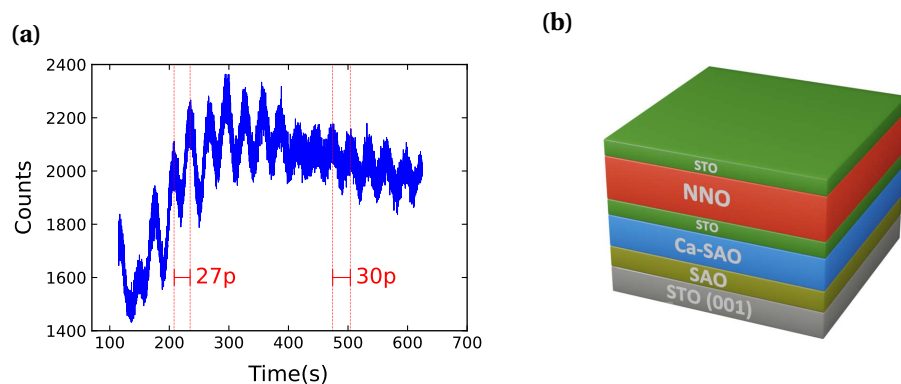 (a)
2400
2200
2000
1800
1600
1400
Counts
27p
30p
100 200 300 400 500 600 700
Time(s)
(b)
STO
NNO
STO
Ca-SAO
SAO
STO (001)